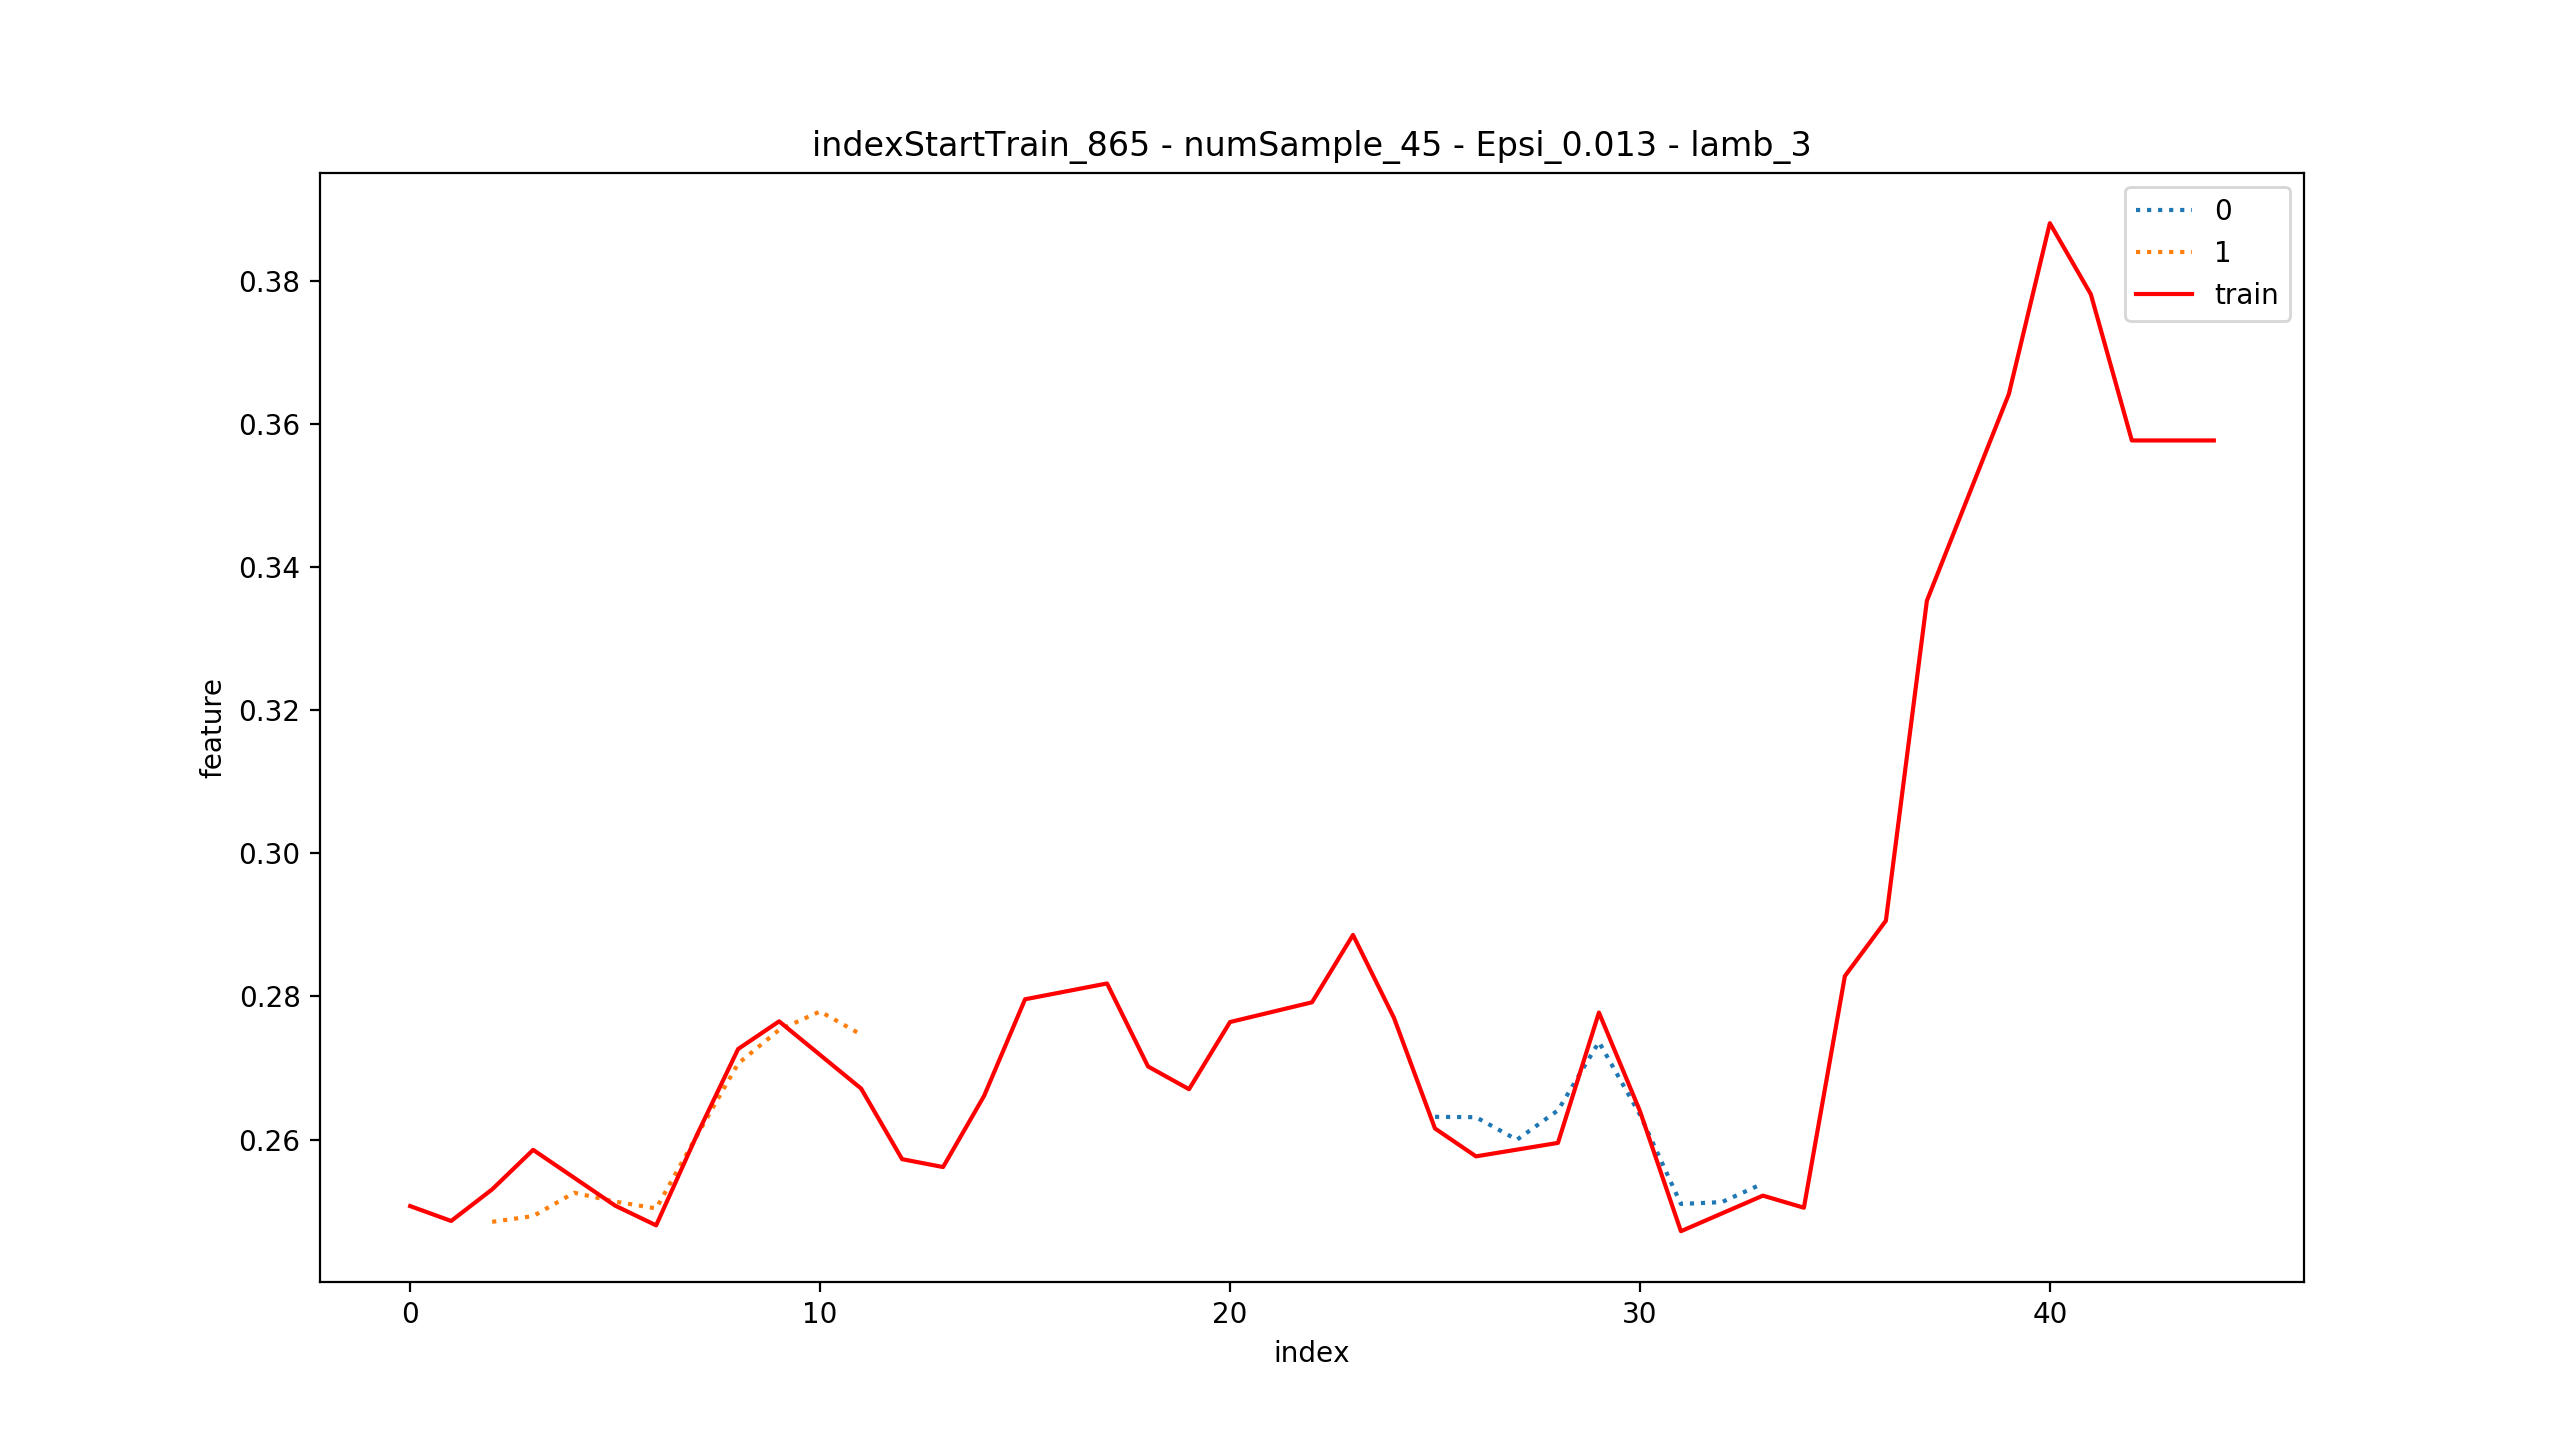 indexStartTrain_865 - numSample_45 - Epsi_0.013 - lamb_3
0
1
train
0.38
0.36
0.34
0.32
0.30
0.28
0.26
feature
0 10 20 30 40
index